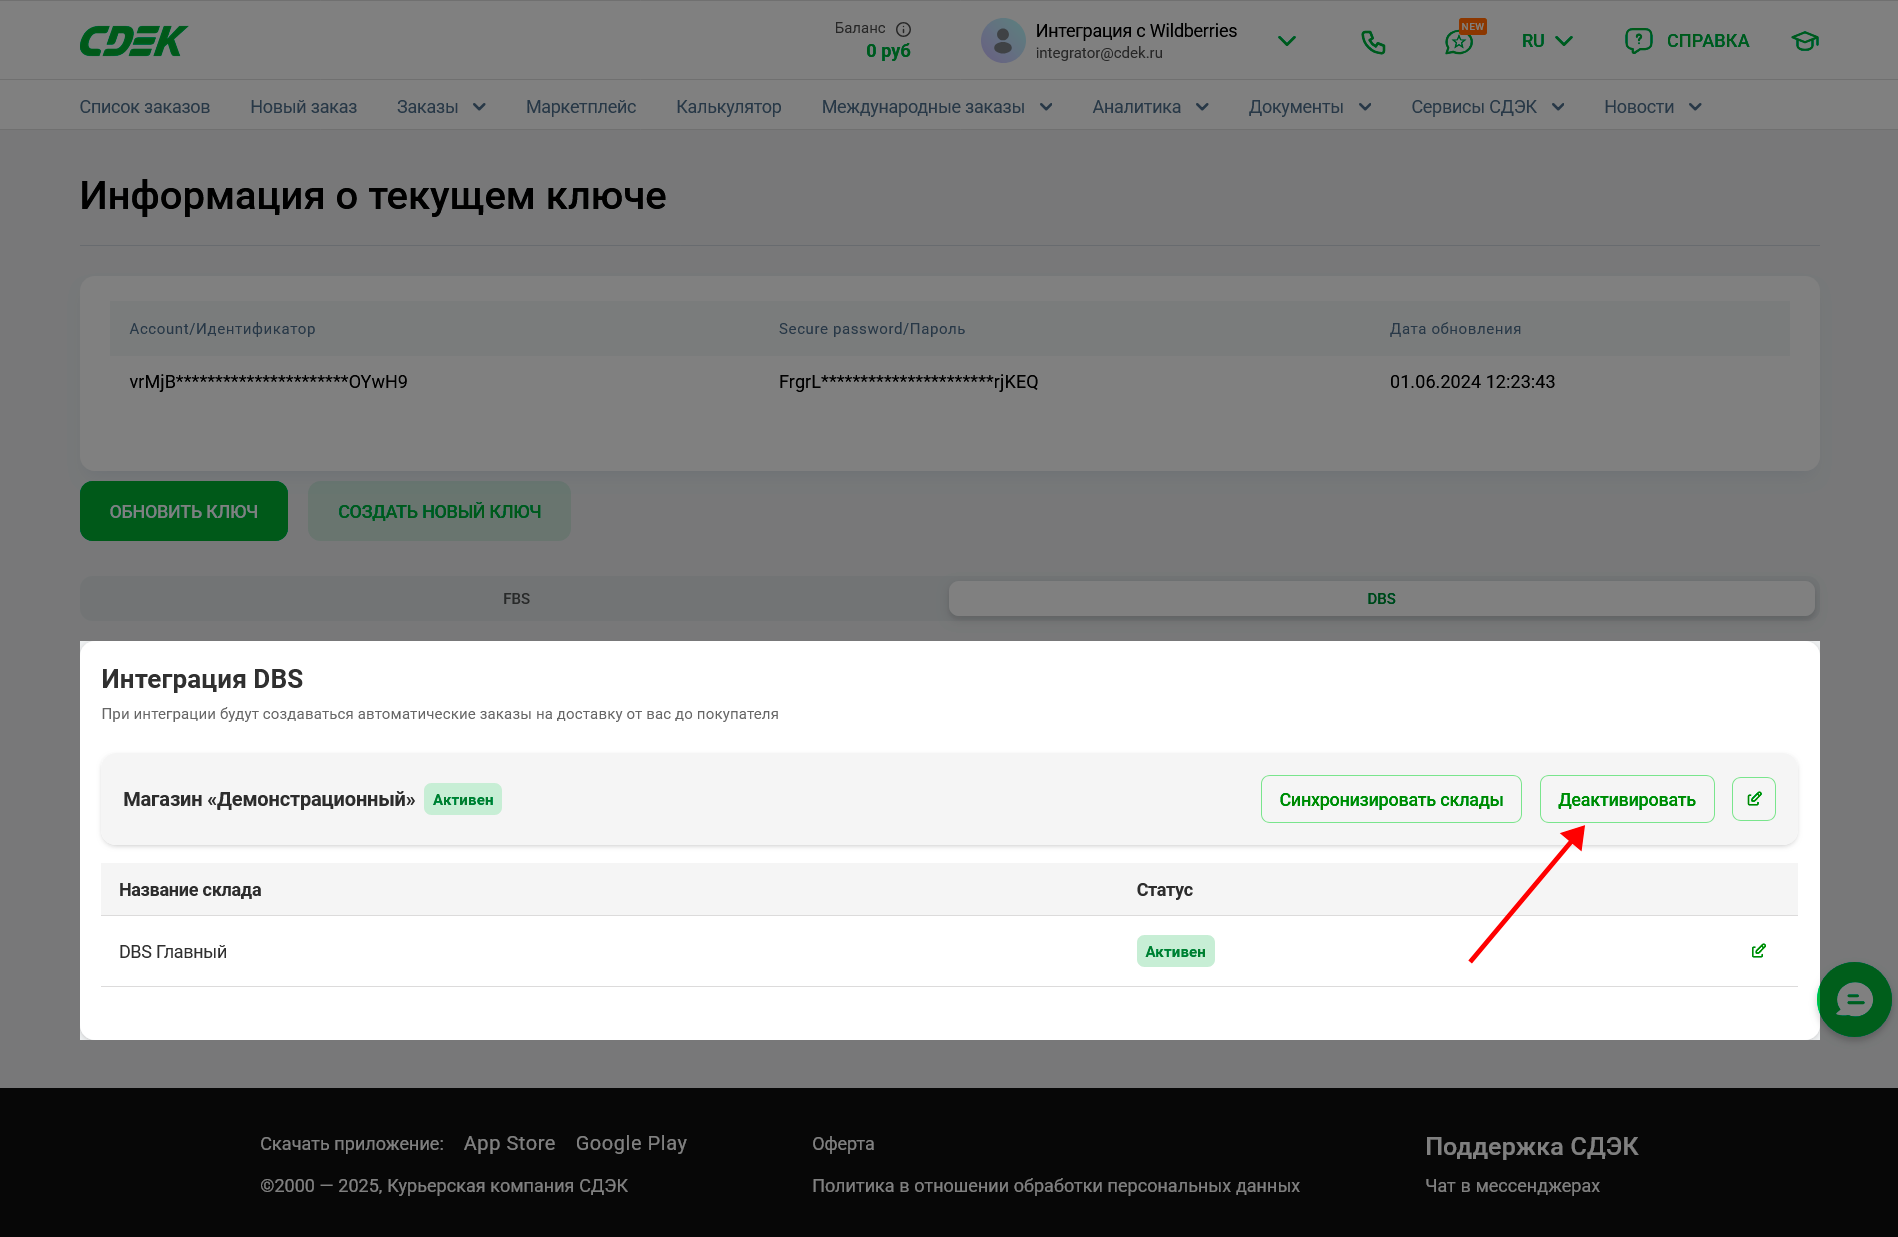 CDEK
Баланс
0 руб
Интеграция с Wildberries
integrator@cdek.ru
NEW
RU
СПРАВКА
Список заказов
Новый заказ
Заказы
Маркетплейс
Калькулятор
Международные заказы
Аналитика
Документы
Сервисы СДЭК
Новости
Информация о текущем ключе
Account/Идентификатор
Secure password/Пароль
Дата обновления
vrMjB**********************OYwH9
FrgrL**********************rjKEQ
01.06.2024 12:23:43
ОБНОВИТЬ КЛЮЧ
СОЗДАТЬ НОВЫЙ КЛЮЧ
FBS
DBS
Интеграция DBS
При интеграции будут создаваться автоматические заказы на доставку от вас до покупателя
Магазин «Демонстрационный»
Активен
Синхронизировать склады
Деактивировать
Название склада
Статус
DBS Главный
Активен
Скачать приложение:
App Store
Google Play
Оферта
Поддержка СДЭК
©2000 — 2025, Курьерская компания СДЭК
Политика в отношении обработки персональных данных
Чат в мессенджерах